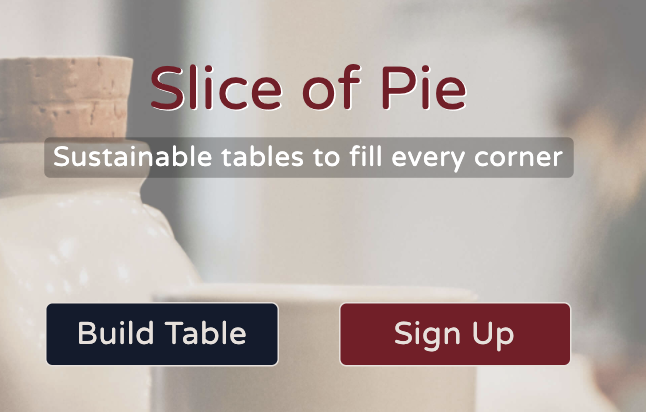 Slice of Pie
Sustainable tables to fill every corner
Build Table
Sign Up